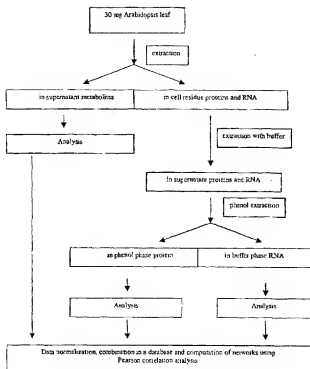 30 mg Arabidopsis leaf
extraction
in supernatant metabolites
in cell residue proteins and RNA
Analysis
extraction with buffer
in supernatant proteins and RNA
phenol extraction
in phenol phase protein
in buffer phase RNA
Analysis
Analysis
Data normalization, combination in a database and computation of networks using
Pearson correlation analysis.